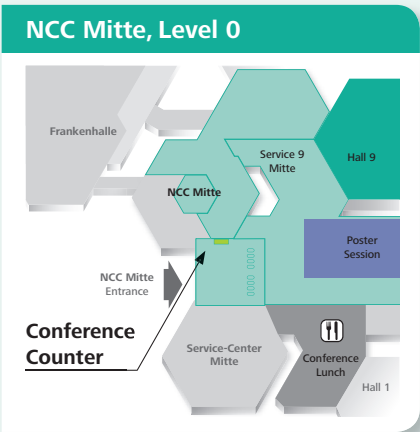 NCC Mitte, Level 0
Frankenhalle
Service 9
Mitte
Hall 9
NCC Mitte
Poster
Session
NCC Mitte
Entrance
Conference
Counter
Service-Center
Mitte
Conference
Lunch
Hall 1